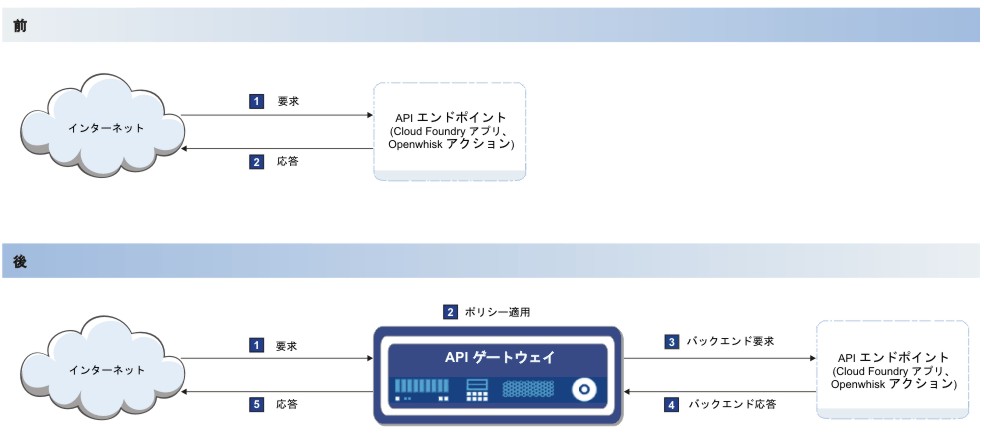 前
インターネット
1 要求
2 応答
API エンドポイント
(Cloud Foundry アプリ、
Openwhisk アクション)
後
インターネット
1 要求
2 ポリシー適用
API ゲートウェイ
3 バックエンド要求
4 バックエンド応答
5 応答
API エンドポイント
(Cloud Foundry アプリ、
Openwhisk アクション)